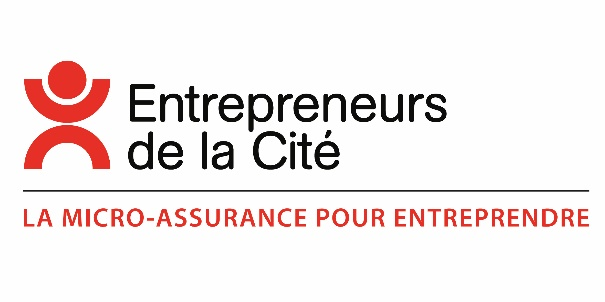 Entrepreneurs
de la Cité
LA MICRO-ASSURANCE POUR ENTREPRENDRE